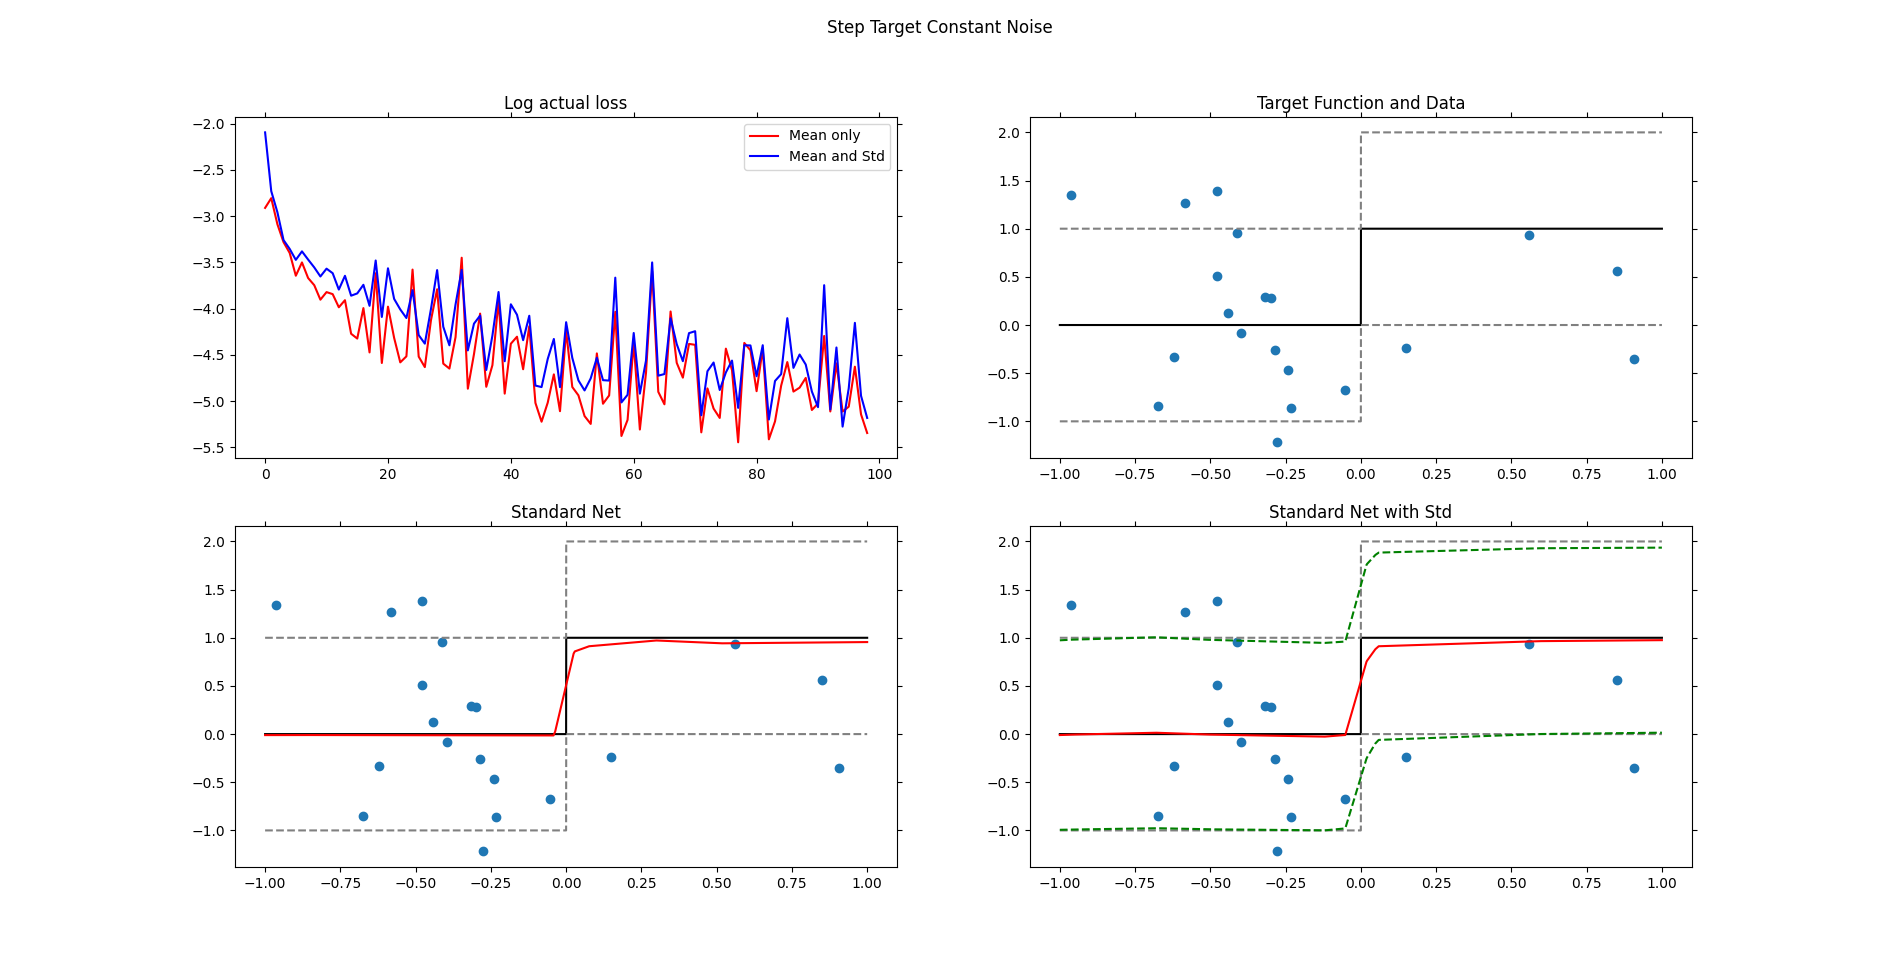 Step Target Constant Noise
Log actual loss
−2.0
−2.5
−3.0
−3.5
−4.0
−4.5
−5.0
−5.5
0 20 40 60 80 100
Mean only
Mean and Std
Target Function and Data
2.0
1.5
1.0
0.5
0.0
−0.5
−1.0
−1.00 −0.75 −0.50 −0.25 0.00 0.25 0.50 0.75 1.00
Standard Net
2.0
1.5
1.0
0.5
0.0
−0.5
−1.0
−1.00 −0.75 −0.50 −0.25 0.00 0.25 0.50 0.75 1.00
Standard Net with Std
2.0
1.5
1.0
0.5
0.0
−0.5
−1.0
−1.00 −0.75 −0.50 −0.25 0.00 0.25 0.50 0.75 1.00